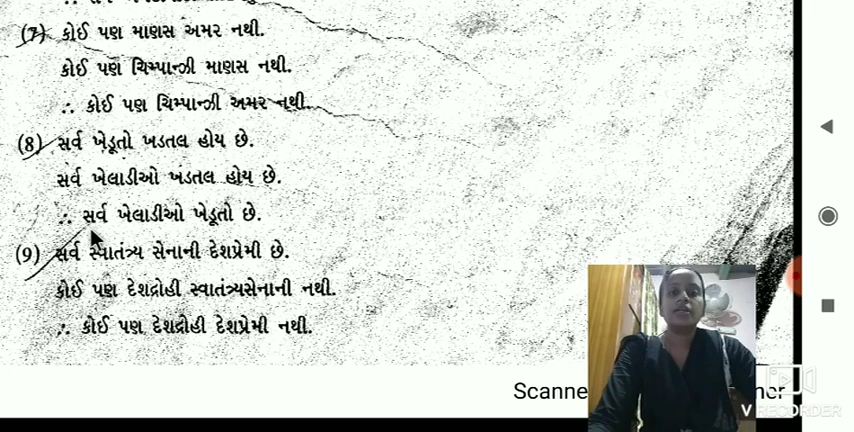 (7) કોઈ પણ માણસ અમર નથી.
કોઈ પણ ચિમ્પાન્ઝી માણસ નથી.
∴ કોઈ પણ ચિમ્પાન્ઝી અમર નથી.
(8) સર્વ ખેડૂતો ખડતલ હોય છે.
સર્વ ખેલાડીઓ ખડતલ હોય છે.
∴ સર્વ ખેલાડીઓ ખેડૂતો છે.
(9) સર્વ સ્વાતંત્ર્ય સેનાની દેશપ્રેમી છે.
કોઈ પણ દેશદ્રોહી સ્વાતંત્ર્યસેનાની નથી.
∴ કોઈ પણ દેશદ્રોહી દેશપ્રેમી નથી.
V RECORDER